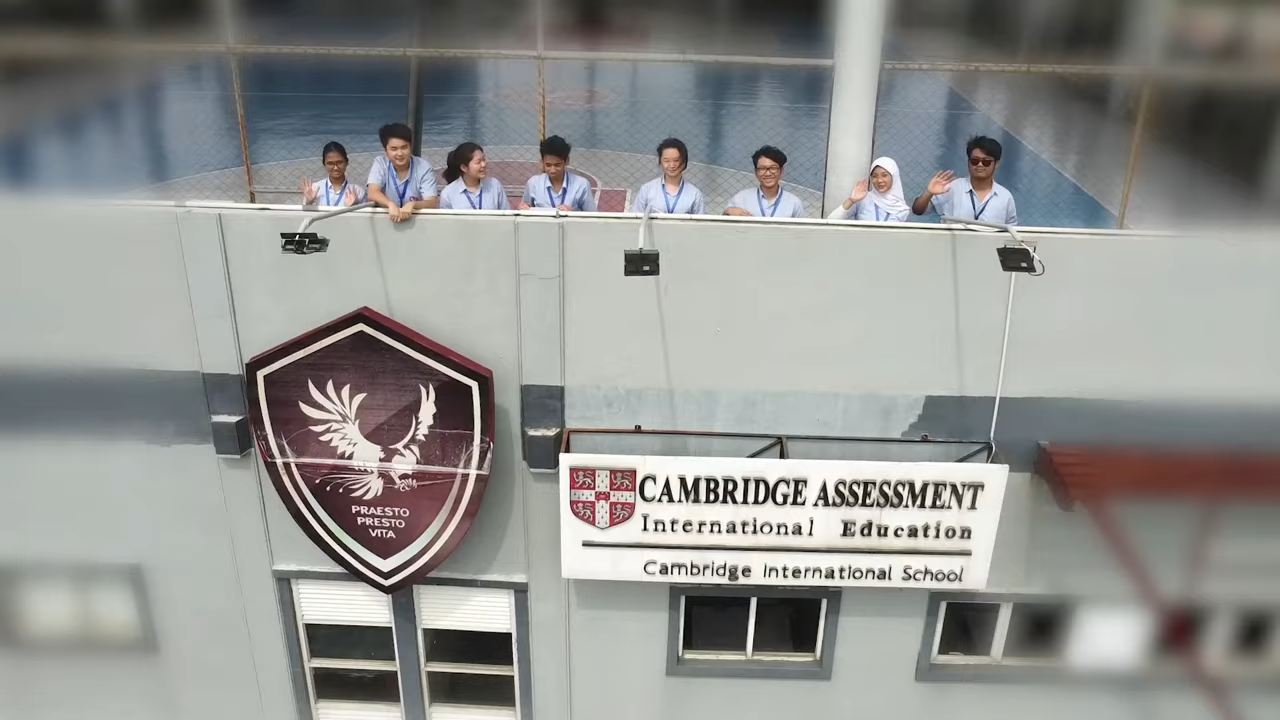 PRAESTO
PRESTO
VITA
CAMBRIDGE ASSESSMENT
International Education
Cambridge International School